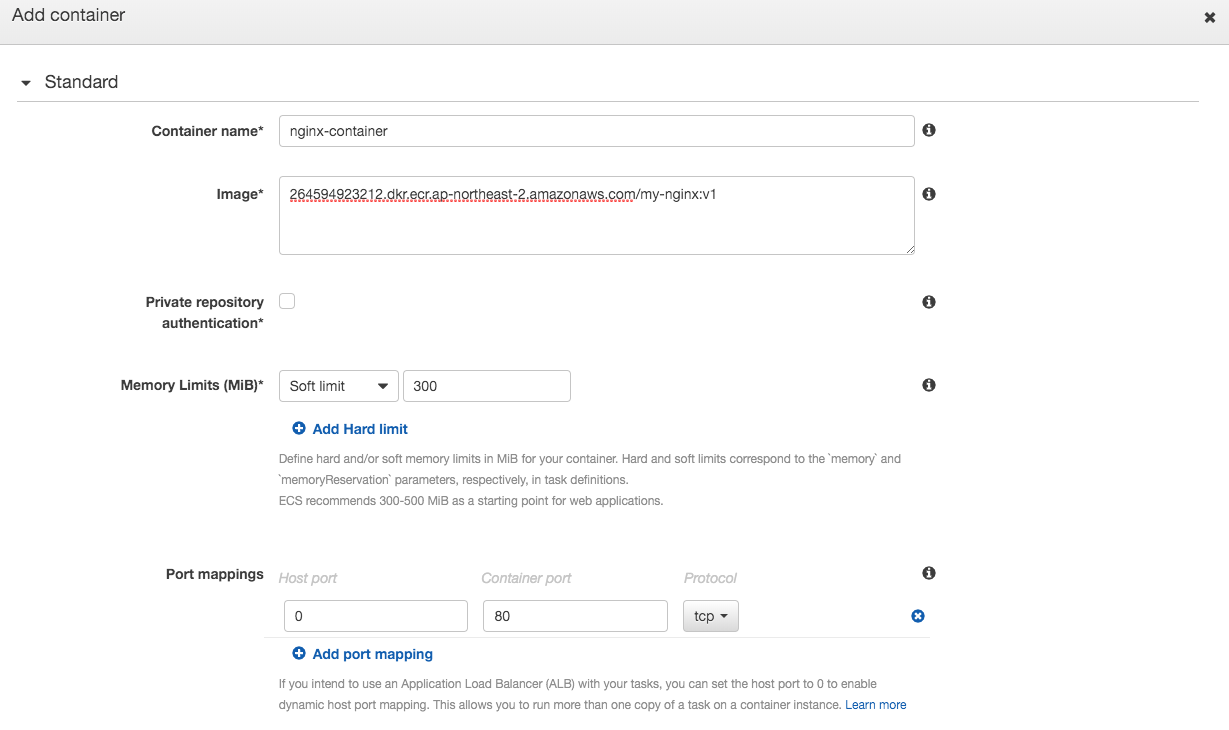 Add container
Standard
Container name*
nginx-container
Image*
264594923212.dkr.ecr.ap-northeast-2.amazonaws.com/my-nginx:v1
Private repository
authentication*
Memory Limits (MiB)*
Soft limit
300
Add Hard limit
Define hard and/or soft memory limits in MiB for your container. Hard and soft limits correspond to the `memory` and
`memoryReservation` parameters, respectively, in task definitions.
ECS recommends 300-500 MiB as a starting point for web applications.
Port mappings
Host port
Container port
Protocol
0
80
tcp
Add port mapping
If you intend to use an Application Load Balancer (ALB) with your tasks, you can set the host port to 0 to enable
dynamic host port mapping. This allows you to run more than one copy of a task on a container instance. Learn more